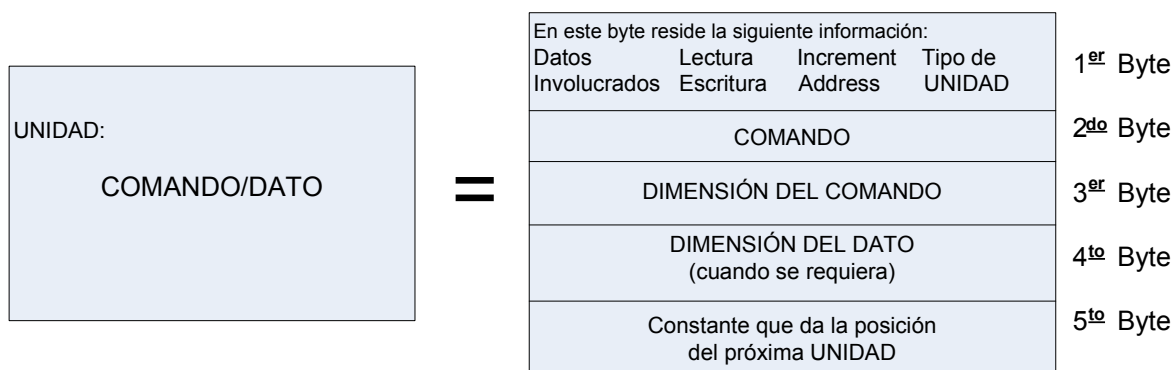 UNIDAD:
COMANDO/DATO
=
En este byte reside la siguiente información:
Datos Lectura Increment Tipo de
Involucrados Escritura Address UNIDAD
1er Byte
COMANDO
2do Byte
DIMENSIÓN DEL COMANDO
3er Byte
DIMENSIÓN DEL DATO
(cuando se requiera)
4to Byte
Constante que da la posición
del próxima UNIDAD
5to Byte